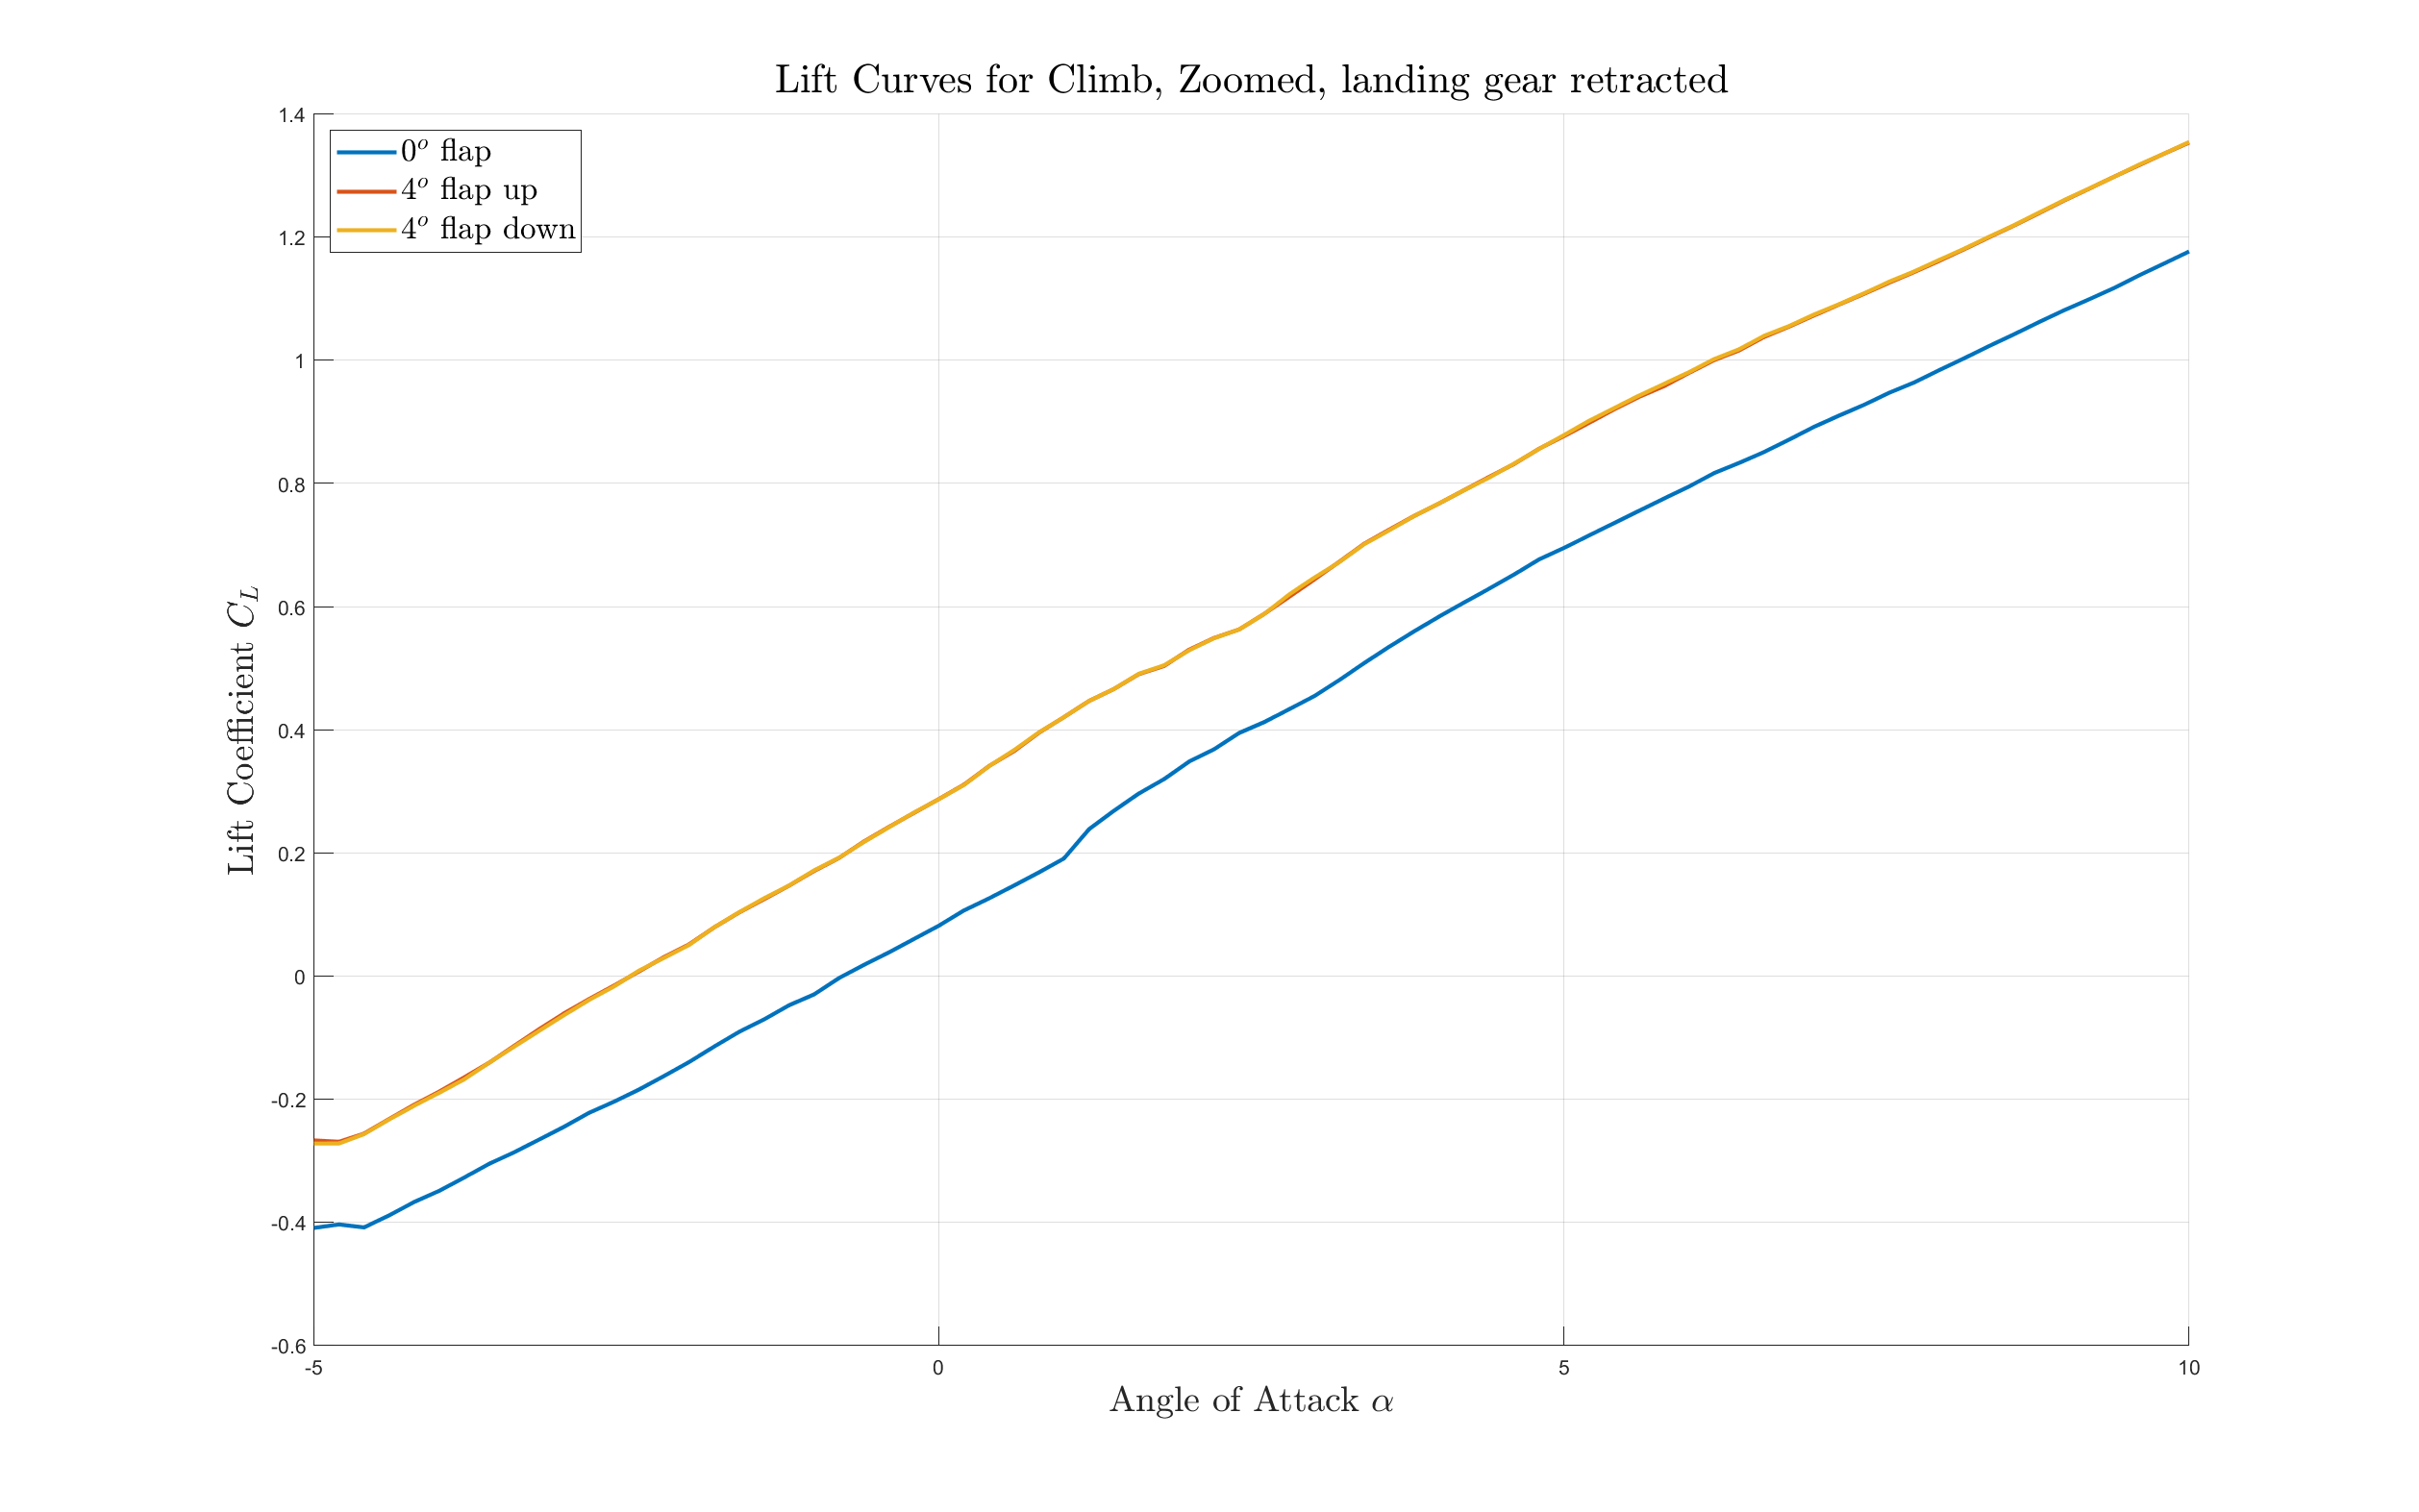 Lift Curves for Climb, Zoomed, landing gear retracted
1.4
1.2
1
0.8
0.6
0.4
0.2
0
-0.2
-0.4
-0.6
0° flap
4° flap up
4° flap down
Lift Coefficient C_L
-5 0 5 10
Angle of Attack α